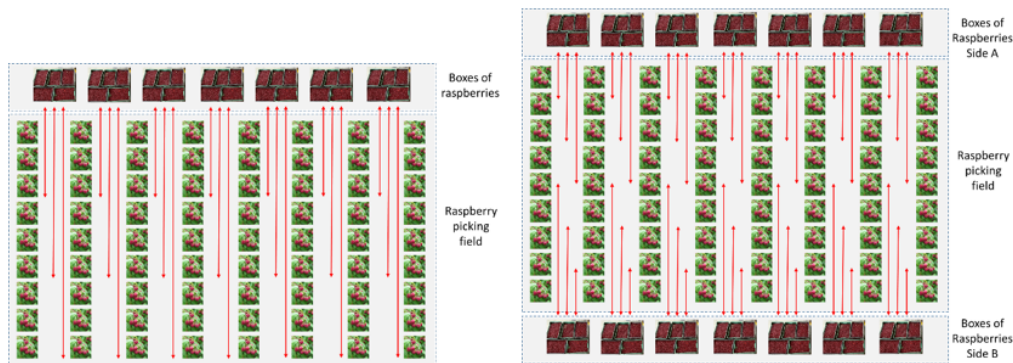 Boxes of
raspberries
Raspberry
picking
field
Boxes of
Raspberries
Side A
Raspberry
picking
field
Boxes of
Raspberries
Side B